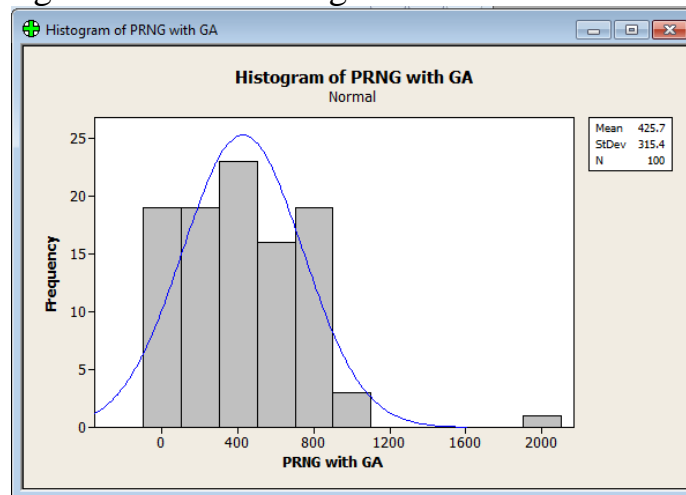 Histogram of PRNG with GA
Histogram of PRNG with GA
Normal
Mean 425.7
StDev 315.4
N 100
25
20
15
10
5
0
Frequency
0 400 800 1200 1600 2000
PRNG with GA